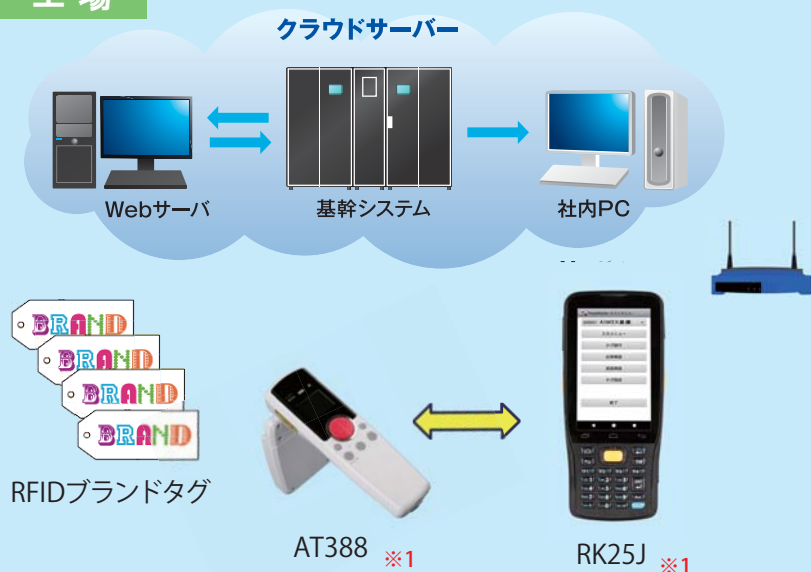 工場
クラウドサーバー
Webサーバ
基幹システム
社内PC
BRAND
BRAND
BRAND
BRAND
RFIDブランドタグ
AT388 ※1
RK25J ※1